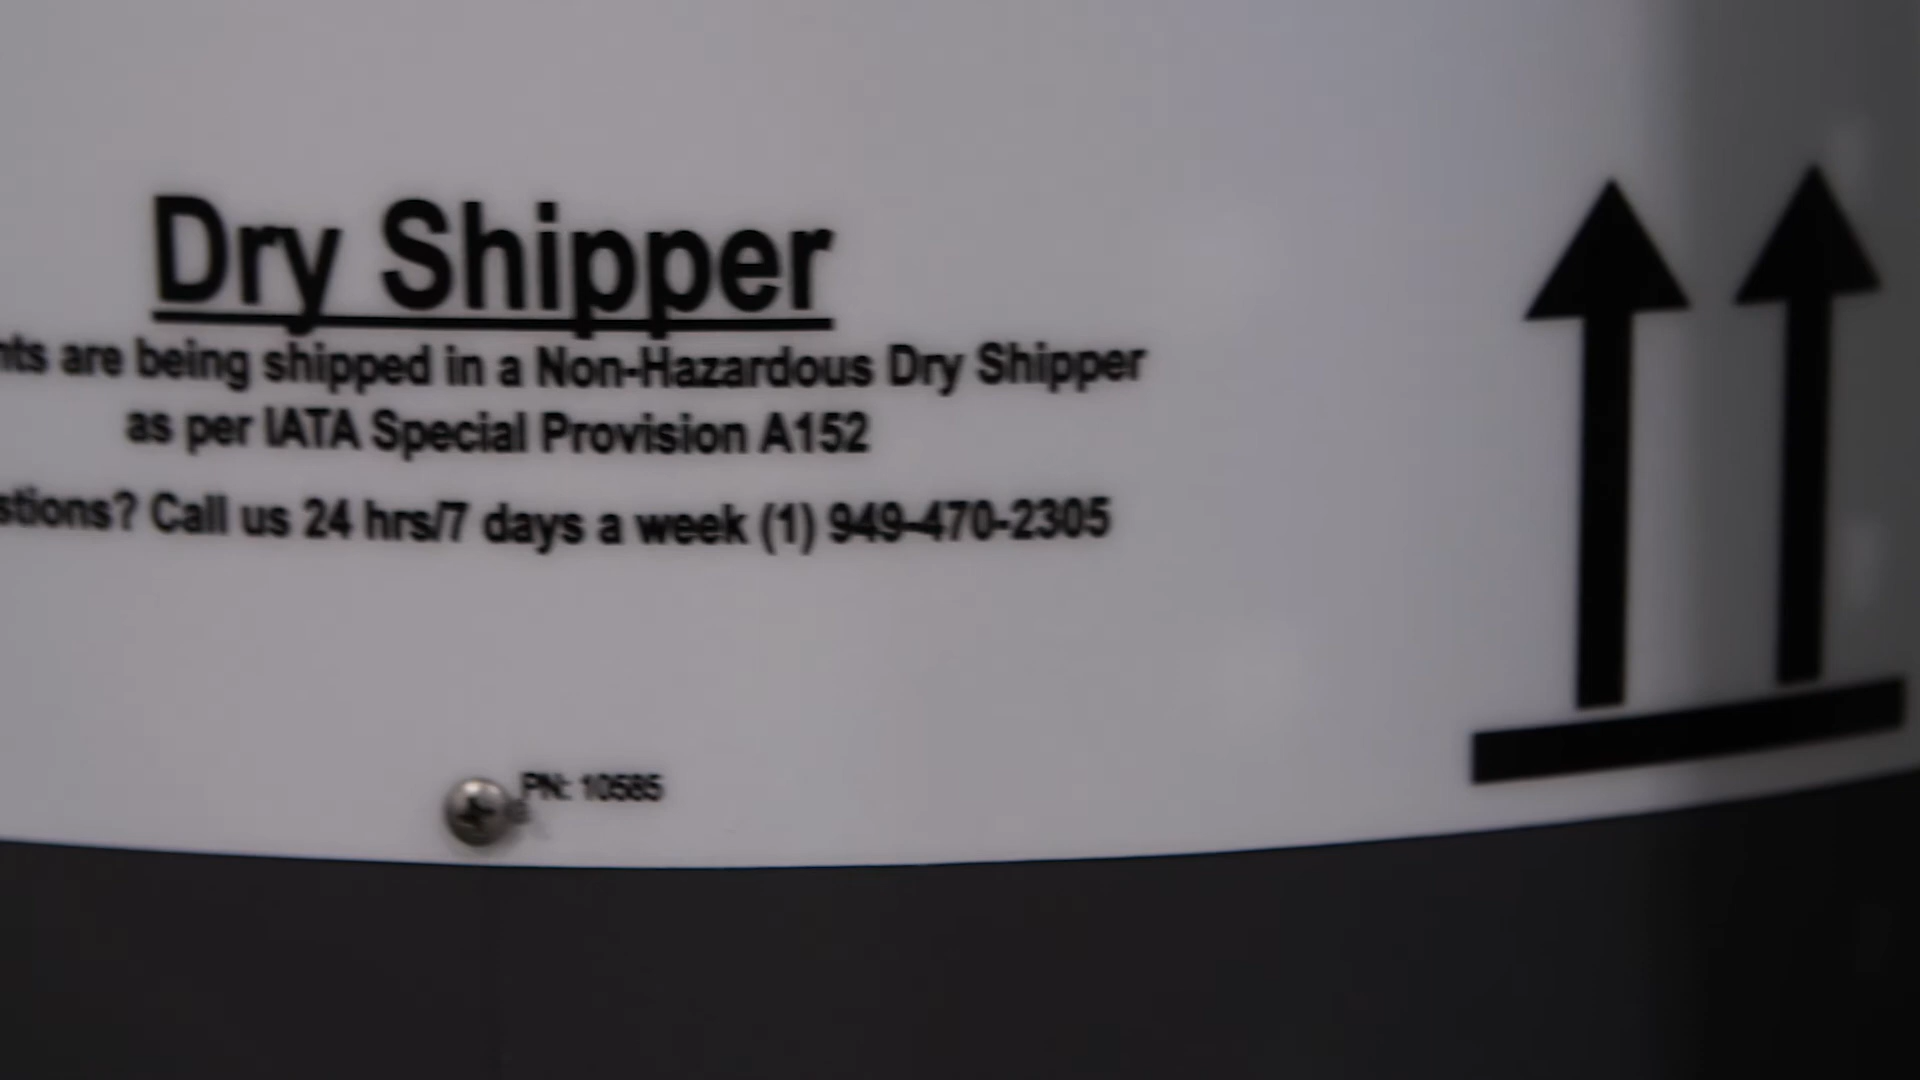 Dry Shipper
are being shipped in a Non-Hazardous Dry Shipper
as per IATA Special Provision A152
Call us 24 hrs/7 days a week (1) 949-470-2305
PN: 10585